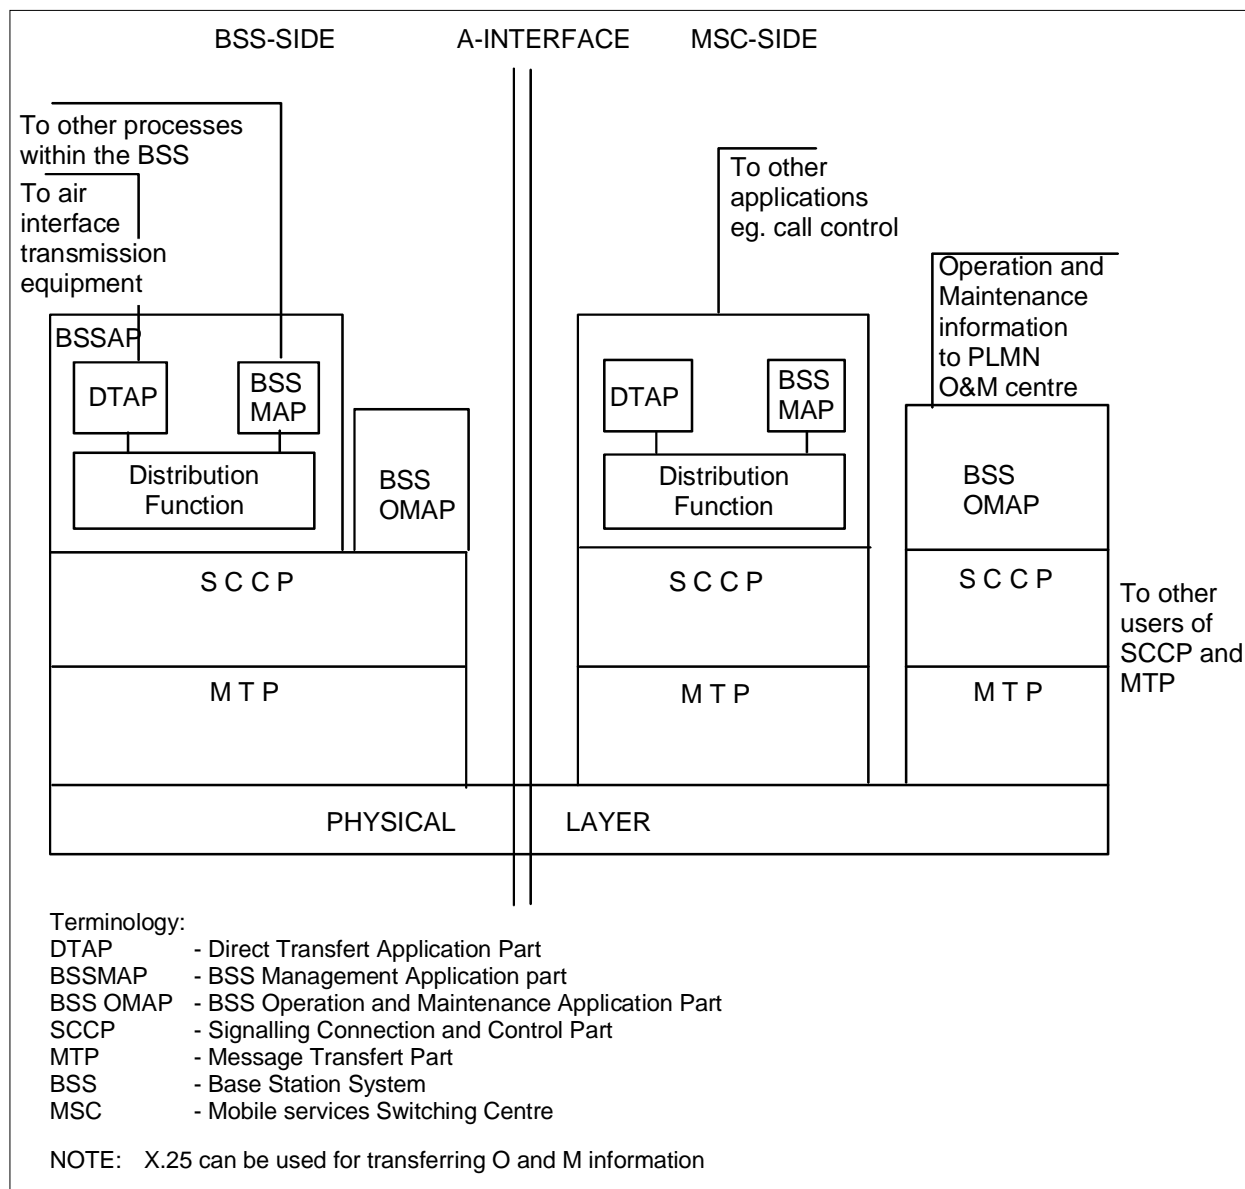 BSS-SIDE A-INTERFACE MSC-SIDE
To other processes
within the BSS
To air
interface
transmission
equipment
To other
applications
eg. call control
Operation and
Maintenance
information
to PLMN
O&M centre
BSSAP
DTAP
BSS
MAP
Distribution
Function
BSS
OMAP
DTAP
BSS
MAP
Distribution
Function
BSS
OMAP
S C C P
S C C P
S C C P
To other
users of
SCCP and
MTP
M T P
M T P
M T P
PHYSICAL LAYER
Terminology:
DTAP - Direct Transfert Application Part
BSSMAP - BSS Management Application part
BSS OMAP - BSS Operation and Maintenance Application Part
SCCP - Signalling Connection and Control Part
MTP - Message Transfert Part
BSS - Base Station System
MSC - Mobile services Switching Centre
NOTE: X.25 can be used for transferring O and M information